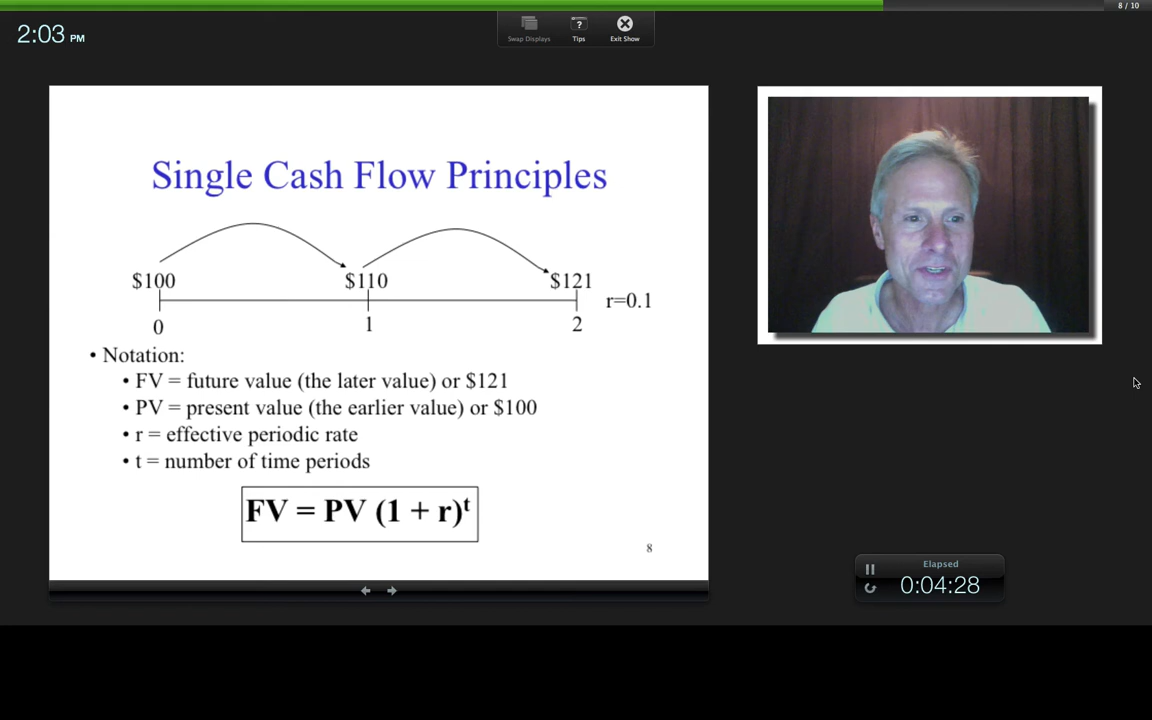 8 / 10
2:03 PM
Swap Displays
?
Tips
Exit Show
Single Cash Flow Principles
$100 $110 $121
r=0.1
0 1 2
• Notation:
• FV = future value (the later value) or $121
• PV = present value (the earlier value) or $100
• r = effective periodic rate
• t = number of time periods
FV = PV (1 + r)ᵗ
8
Elapsed
0:04:28